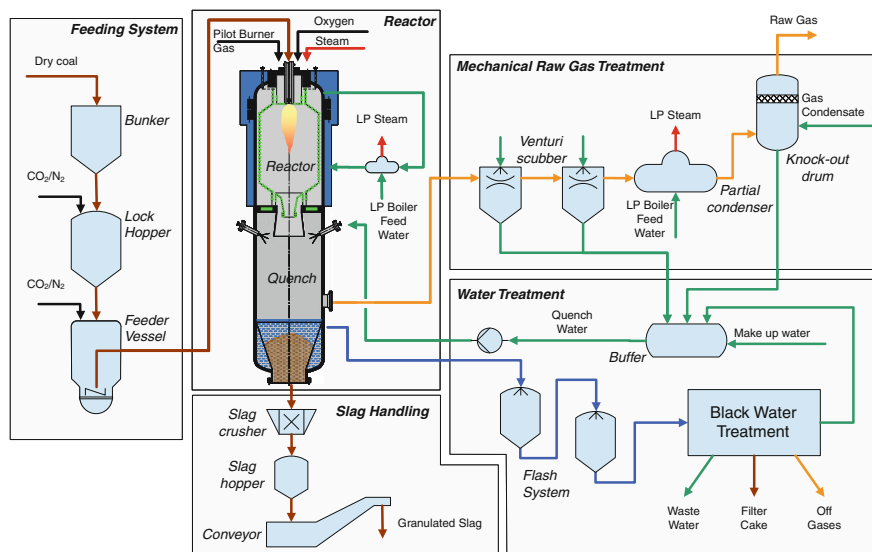 Feeding System
Dry coal
Bunker
CO2/N2
Lock
Hopper
CO2/N2
Feeder
Vessel
Reactor
Oxygen
Pilot Burner
Gas
Steam
LP Steam
Reactor
LP Boiler
Feed
Water
Quench
Slag Handling
Slag
crusher
Slag
hopper
Conveyor
Granulated Slag
Raw Gas
Mechanical Raw Gas Treatment
Gas
Condensate
LP Steam
Venturi
scubber
Knock-out
drum
Partial
condenser
LP Boiler
Feed
Water
Water Treatment
Quench
Water
Make up water
Buffer
Black Water
Treatment
Flash
System
Waste
Water
Filter
Cake
Off
Gases